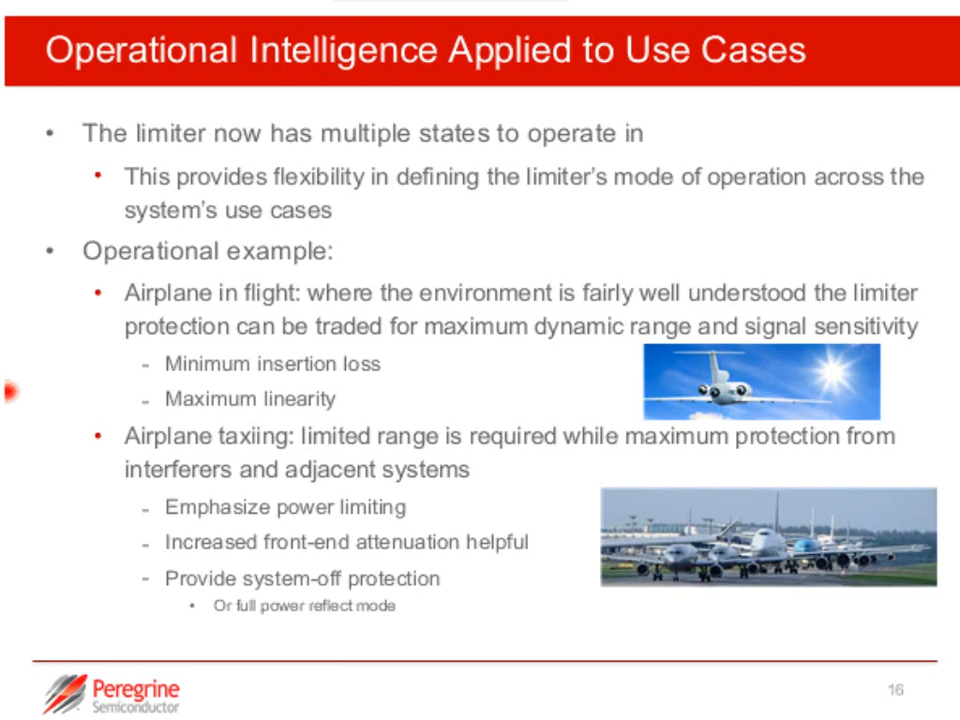 Operational Intelligence Applied to Use Cases
• The limiter now has multiple states to operate in
• This provides flexibility in defining the limiter's mode of operation across the
system's use cases
• Operational example:
• Airplane in flight: where the environment is fairly well understood the limiter
protection can be traded for maximum dynamic range and signal sensitivity
- Minimum insertion loss
- Maximum linearity
• Airplane taxiing: limited range is required while maximum protection from
interferers and adjacent systems
- Emphasize power limiting
- Increased front-end attenuation helpful
- Provide system-off protection
• Or full power reflect mode
Peregrine
Semiconductor
16